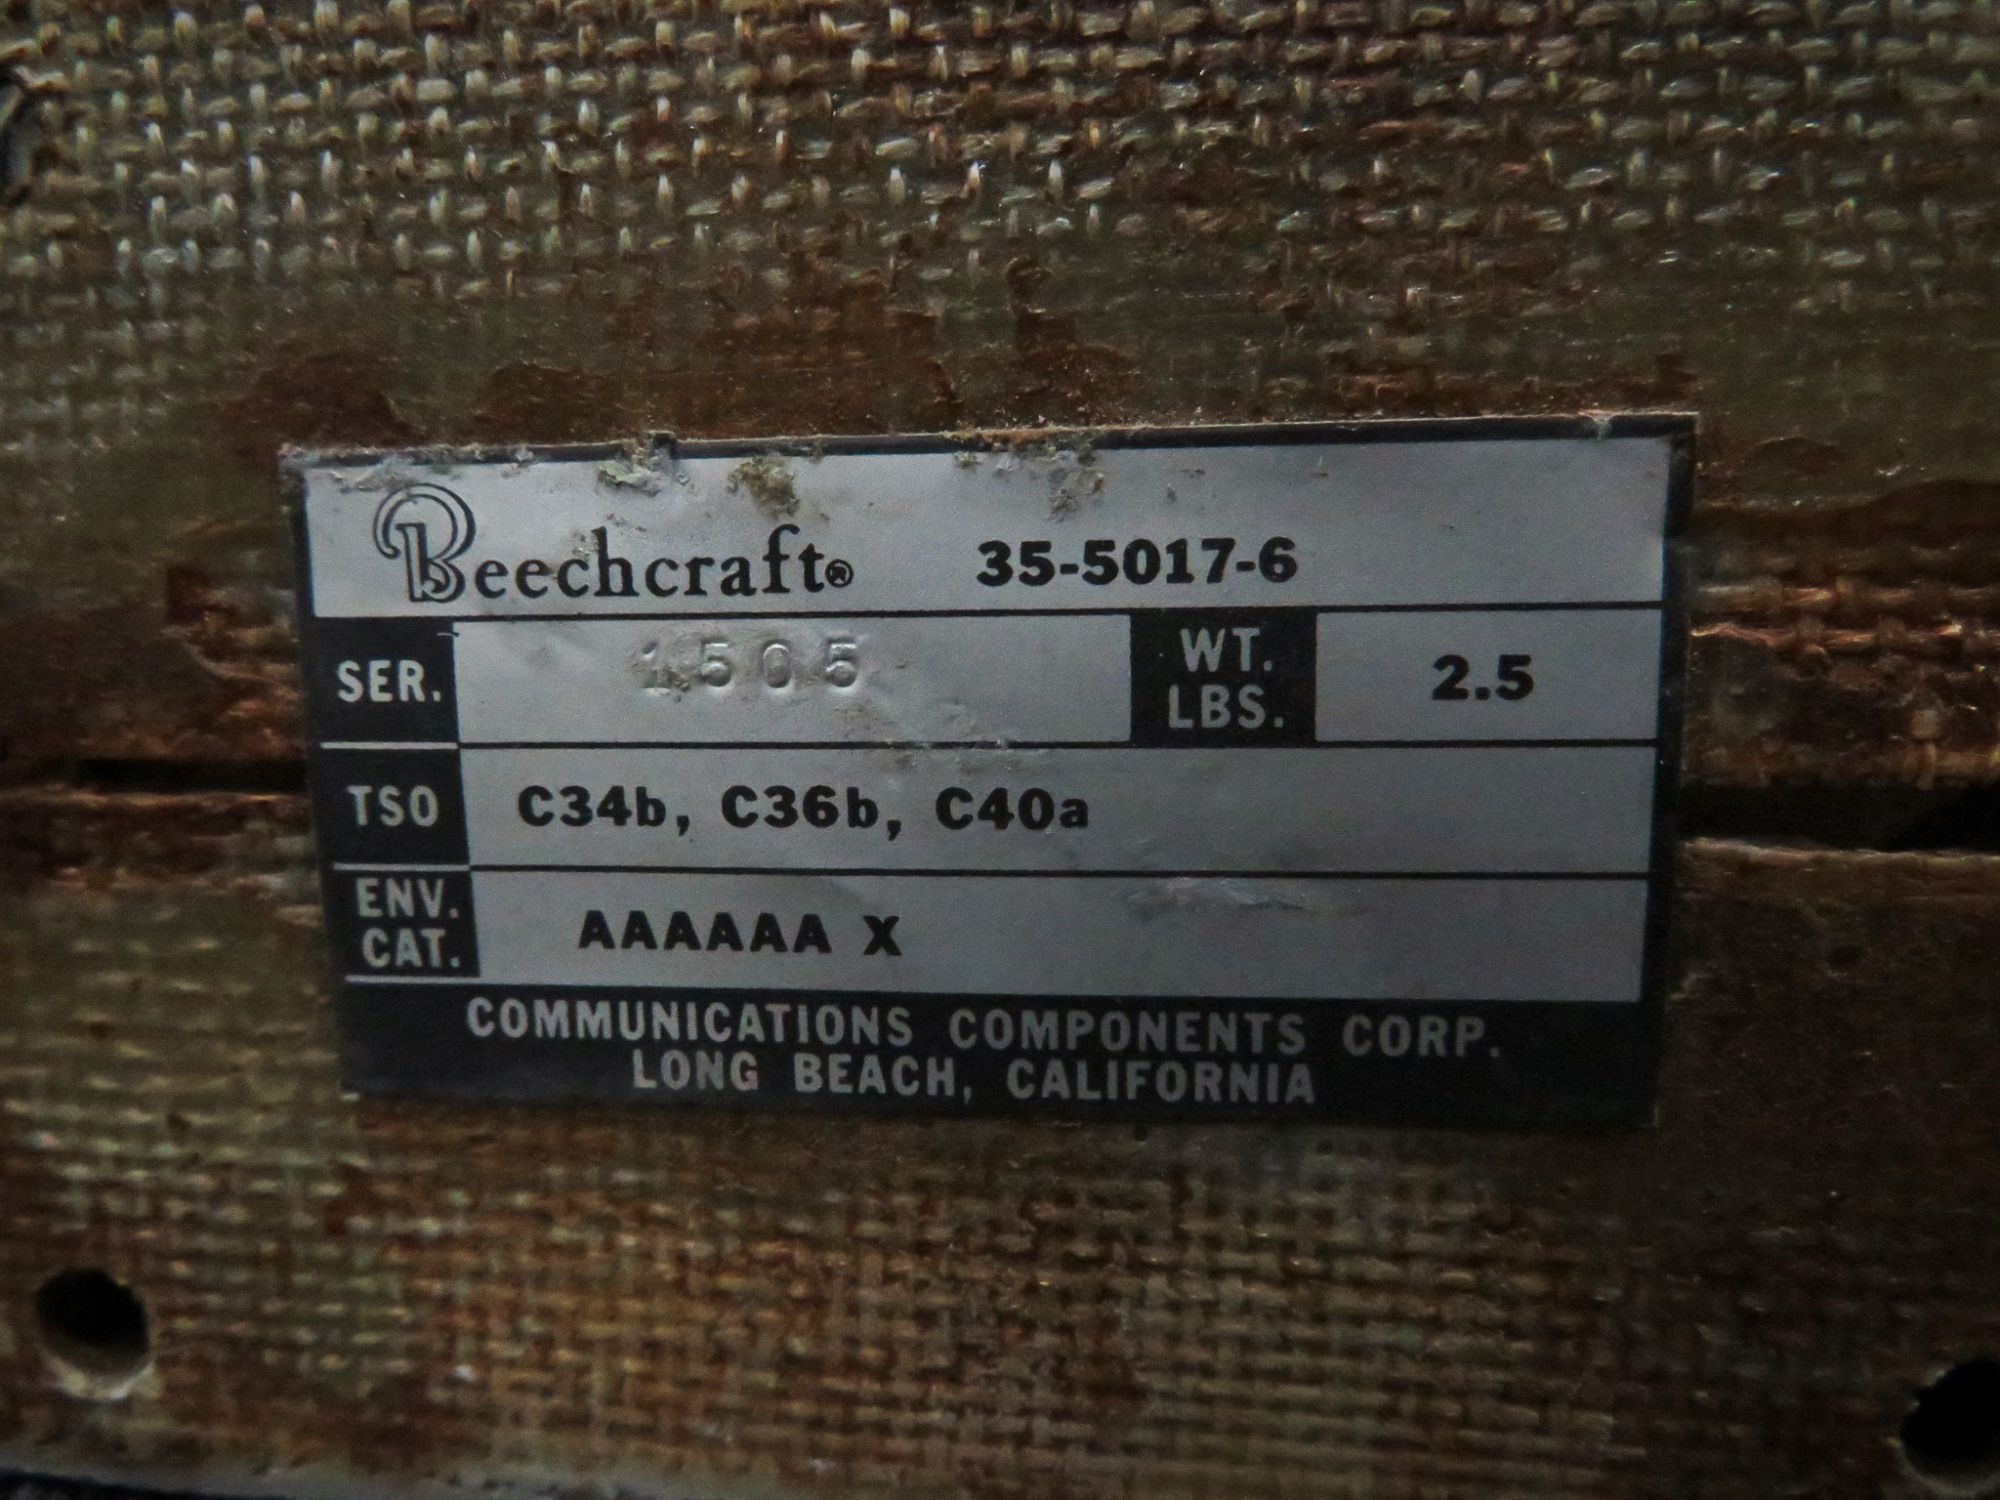 Beechcraft® 35-5017-6
SER. 1505 WT. LBS. 2.5
TSO C34b, C36b, C40a
ENV. CAT. AAAAAA X
COMMUNICATIONS COMPONENTS CORP.
LONG BEACH, CALIFORNIA